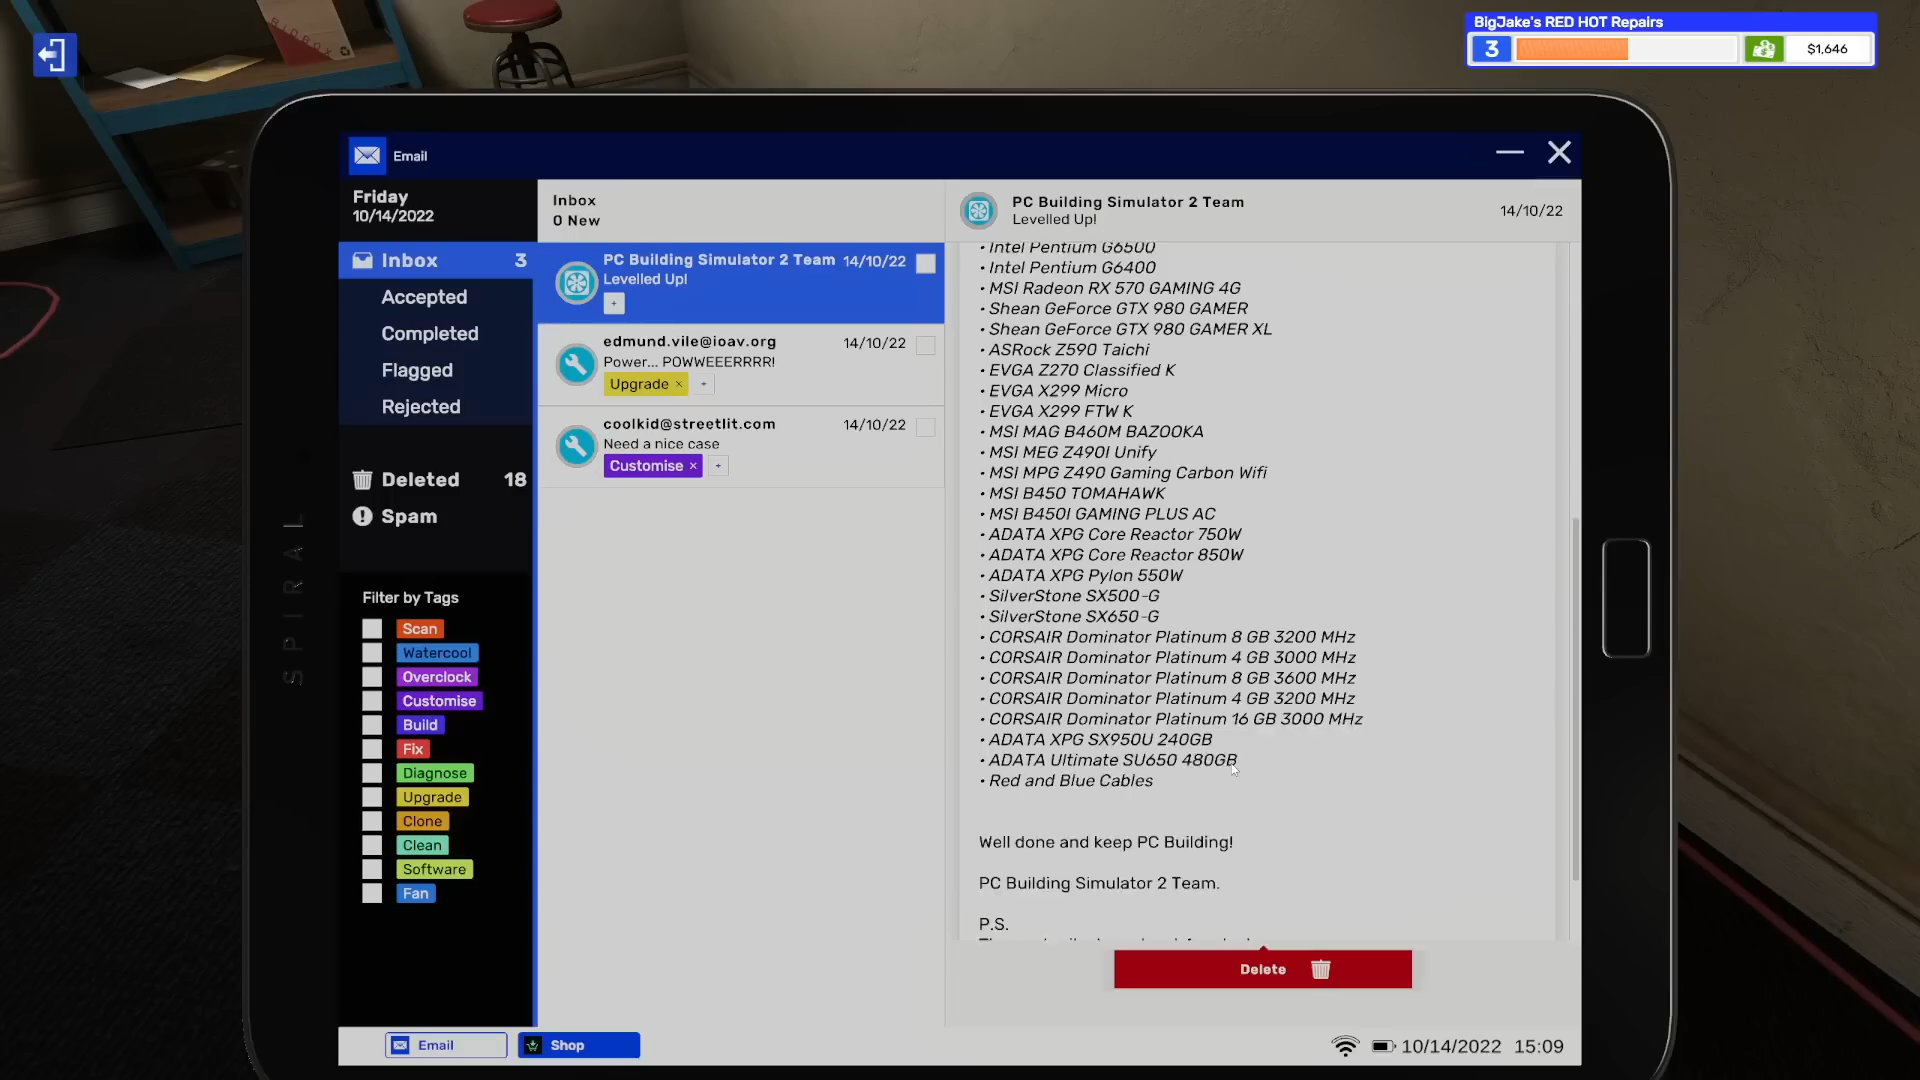 BigJake's RED HOT Repairs
3
$1,646
Email
Friday
10/14/2022
Inbox 3
Accepted
Completed
Flagged
Rejected
Deleted 18
Spam
Filter by Tags
Scan
Watercool
Overclock
Customise
Build
Fix
Diagnose
Upgrade
Clone
Clean
Software
Fan
Inbox
0 New
PC Building Simulator 2 Team 14/10/22
Levelled Up!
+
edmund.vile@ioav.org 14/10/22
Power... POWWEEERRRR!
Upgrade × +
coolkid@streetlit.com 14/10/22
Need a nice case
Customise × +
PC Building Simulator 2 Team
Levelled Up!
14/10/22
• Intel Pentium G6500
• Intel Pentium G6400
• MSI Radeon RX 570 GAMING 4G
• Shean GeForce GTX 980 GAMER
• Shean GeForce GTX 980 GAMER XL
• ASRock Z590 Taichi
• EVGA Z270 Classified K
• EVGA X299 Micro
• EVGA X299 FTW K
• MSI MAG B460M BAZOOKA
• MSI MEG Z490I Unify
• MSI MPG Z490 Gaming Carbon Wifi
• MSI B450 TOMAHAWK
• MSI B450I GAMING PLUS AC
• ADATA XPG Core Reactor 750W
• ADATA XPG Core Reactor 850W
• ADATA XPG Pylon 550W
• SilverStone SX500-G
• SilverStone SX650-G
• CORSAIR Dominator Platinum 8 GB 3200 MHz
• CORSAIR Dominator Platinum 4 GB 3000 MHz
• CORSAIR Dominator Platinum 8 GB 3600 MHz
• CORSAIR Dominator Platinum 4 GB 3200 MHz
• CORSAIR Dominator Platinum 16 GB 3000 MHz
• ADATA XPG SX950U 240GB
• ADATA Ultimate SU650 480GB
• Red and Blue Cables
Well done and keep PC Building!
PC Building Simulator 2 Team.
P.S.
Delete
SPIRAL
Email
Shop
10/14/2022 15:09